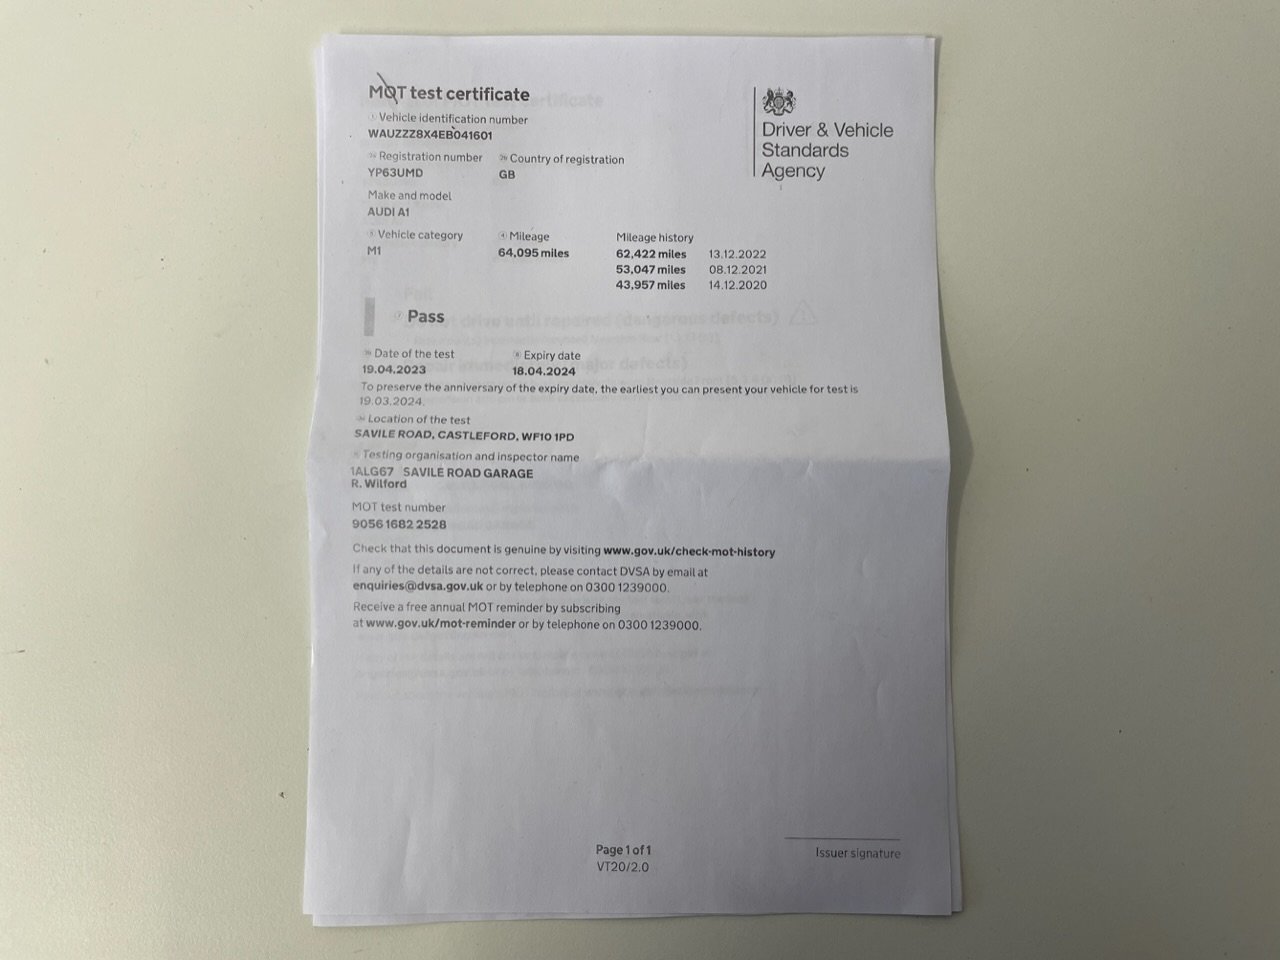 MOT test certificate
Vehicle identification number
WAUZZZ8X4EB041601
Registration number Country of registration
YP63UMD GB
Make and model
AUDI A1
Vehicle category Mileage Mileage history
M1 64,095 miles 62,422 miles 13.12.2022
53,047 miles 08.12.2021
43,957 miles 14.12.2020
Pass
Date of the test Expiry date
19.04.2023 18.04.2024
To preserve the anniversary of the expiry date, the earliest you can present your vehicle for test is
19.03.2024.
Location of the test
SAVILE ROAD, CASTLEFORD, WF10 1PD
Testing organisation and inspector name
1ALG67 SAVILE ROAD GARAGE
R. Wilford
MOT test number
9056 1682 2528
Check that this document is genuine by visiting www.gov.uk/check-mot-history
If any of the details are not correct, please contact DVSA by email at
enquiries@dvsa.gov.uk or by telephone on 0300 1239000.
Receive a free annual MOT reminder by subscribing
at www.gov.uk/mot-reminder or by telephone on 0300 1239000.
Driver & Vehicle
Standards
Agency
Page 1 of 1
VT20/2.0
Issuer signature